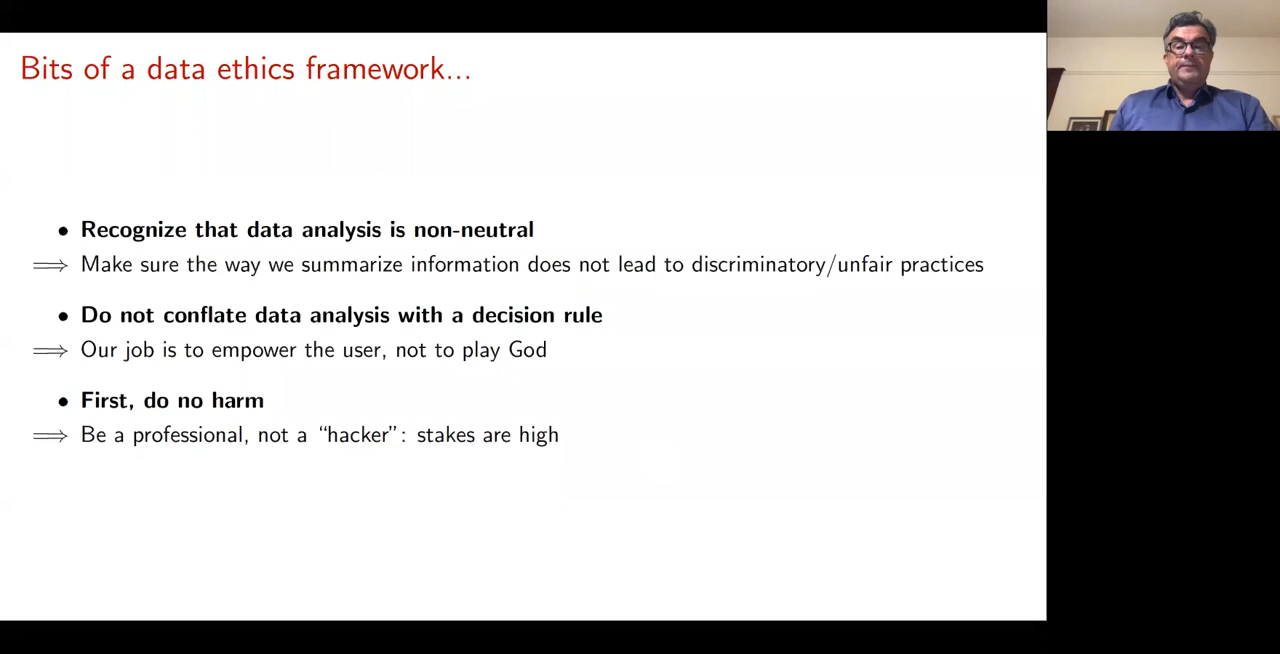 Bits of a data ethics framework...
• Recognize that data analysis is non-neutral
⟹ Make sure the way we summarize information does not lead to discriminatory/unfair practices
• Do not conflate data analysis with a decision rule
⟹ Our job is to empower the user, not to play God
• First, do no harm
⟹ Be a professional, not a “hacker”: stakes are high